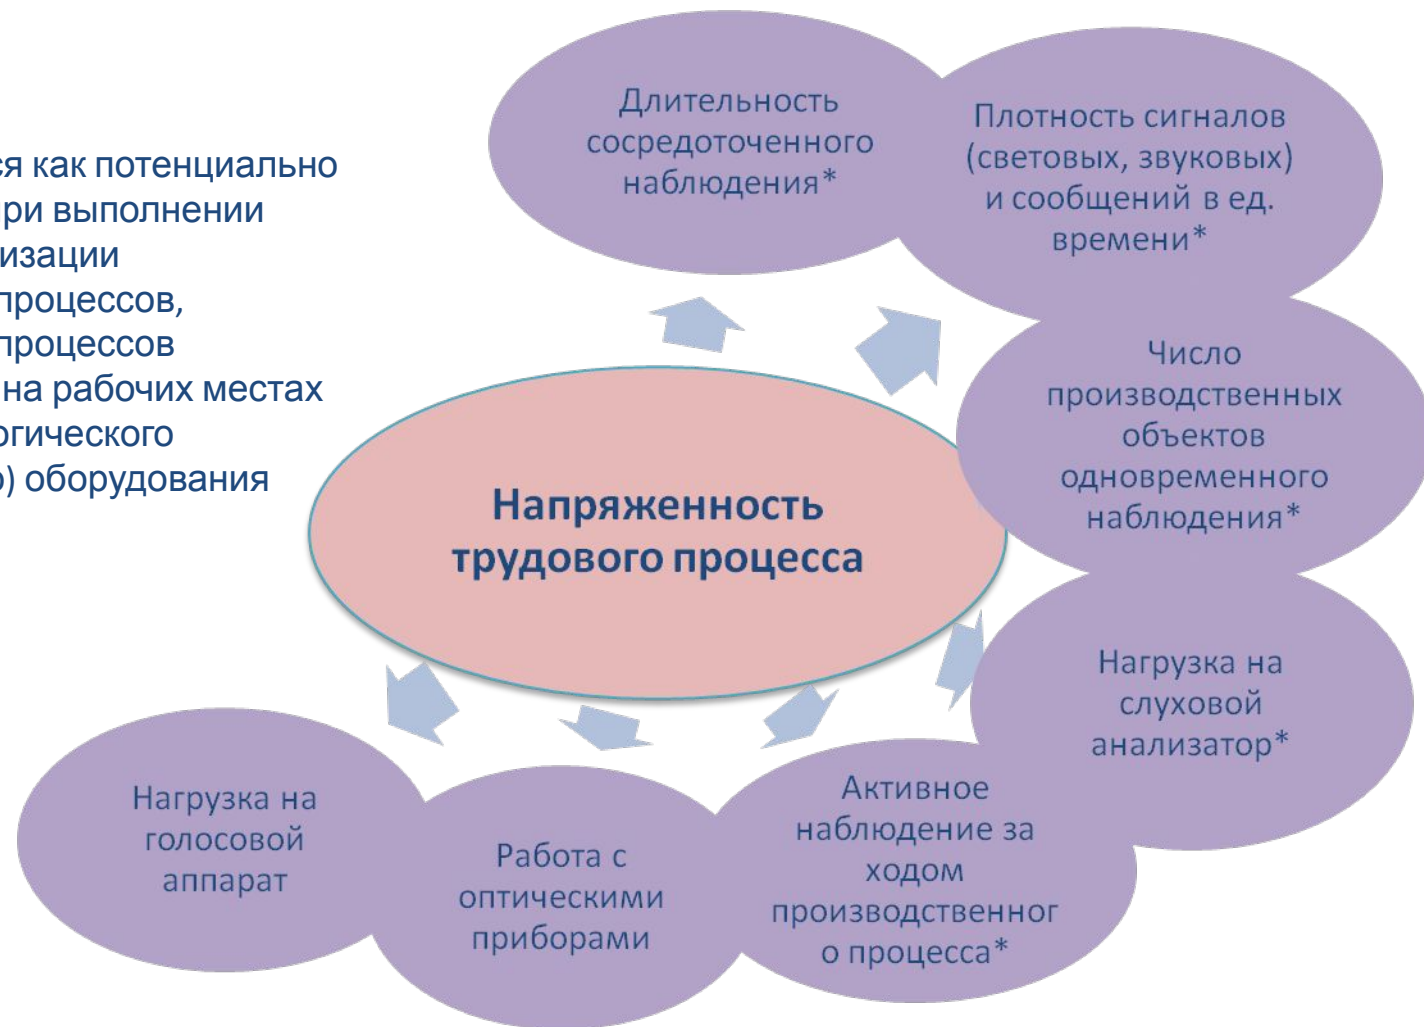 ся как потенциально
при выполнении
изации
процессов,
процессов
на рабочих местах
огического
о) оборудования
Длительность
сосредоточенного
наблюдения*
Плотность сигналов
(световых, звуковых)
и сообщений в ед.
времени*
Число
производственных
объектов
одновременного
наблюдения*
Напряженность
трудового процесса
Нагрузка на
слуховой
анализатор*
Активное
наблюдение за
ходом
производственног
о процесса*
Работа с
оптическими
приборами
Нагрузка на
голосовой
аппарат